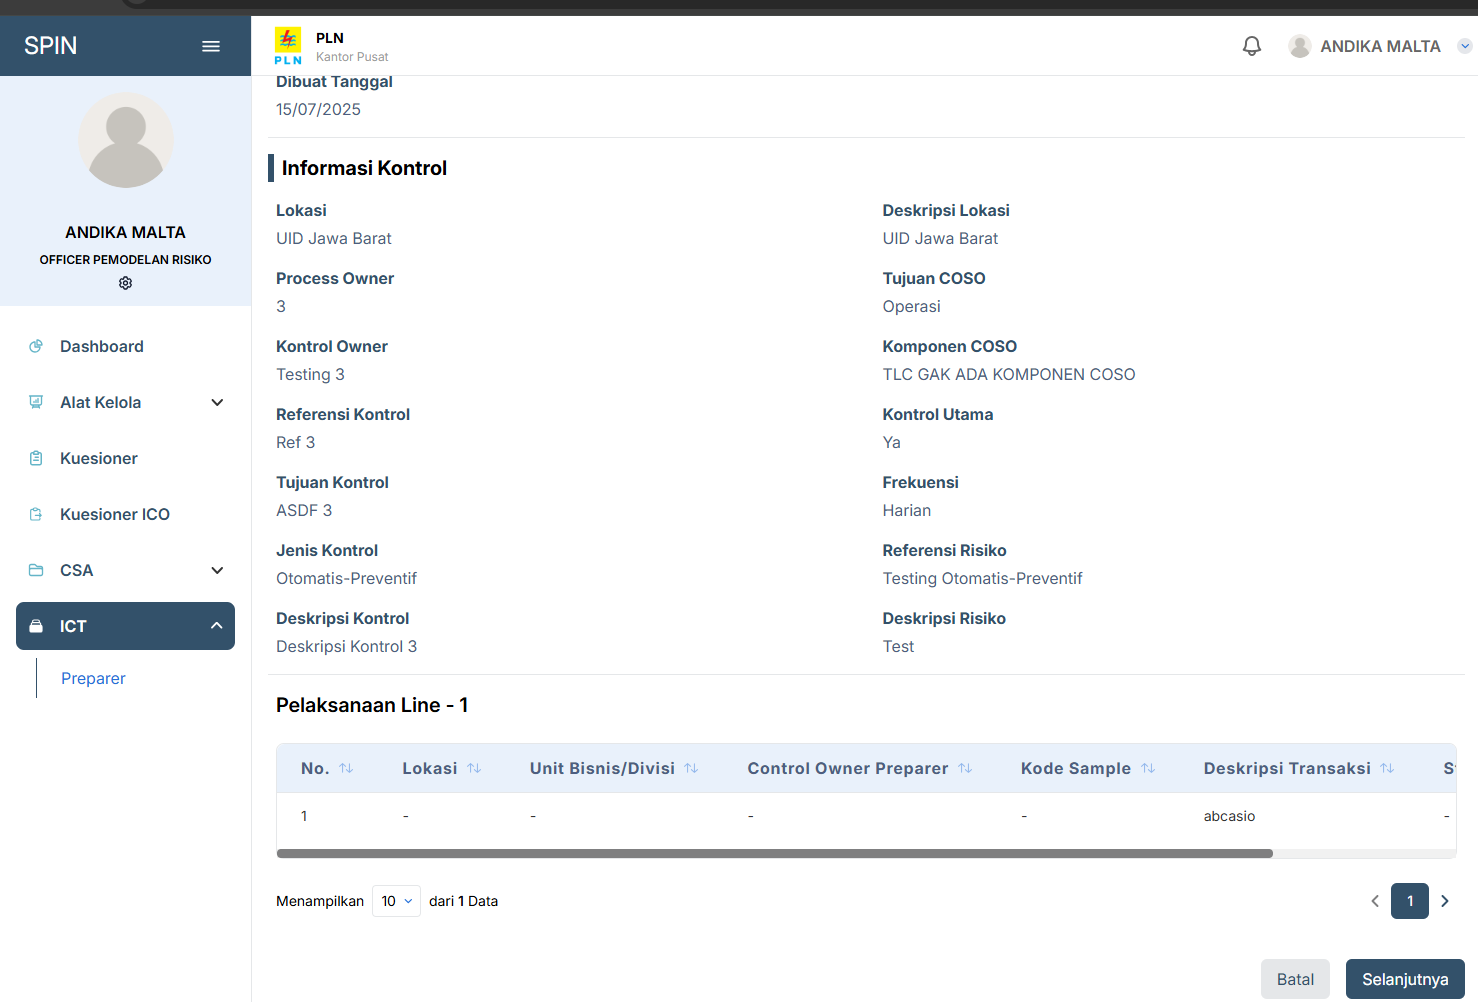 SPIN
PLN
PLN
Kantor Pusat
ANDIKA MALTA
ANDIKA MALTA
OFFICER PEMODELAN RISIKO
Dashboard
Alat Kelola
Kuesioner
Kuesioner ICO
CSA
ICT
Preparer
Dibuat Tanggal
15/07/2025
Informasi Kontrol
Lokasi
UID Jawa Barat
Deskripsi Lokasi
UID Jawa Barat
Process Owner
3
Tujuan COSO
Operasi
Kontrol Owner
Testing 3
Komponen COSO
TLC GAK ADA KOMPONEN COSO
Referensi Kontrol
Ref 3
Kontrol Utama
Ya
Tujuan Kontrol
ASDF 3
Frekuensi
Harian
Jenis Kontrol
Otomatis-Preventif
Referensi Risiko
Testing Otomatis-Preventif
Deskripsi Kontrol
Deskripsi Kontrol 3
Deskripsi Risiko
Test
Pelaksanaan Line - 1
No. Lokasi Unit Bisnis/Divisi Control Owner Preparer Kode Sample Deskripsi Transaksi
1 - - - - abcasio -
Menampilkan 10 dari 1 Data
1
Batal Selanjutnya